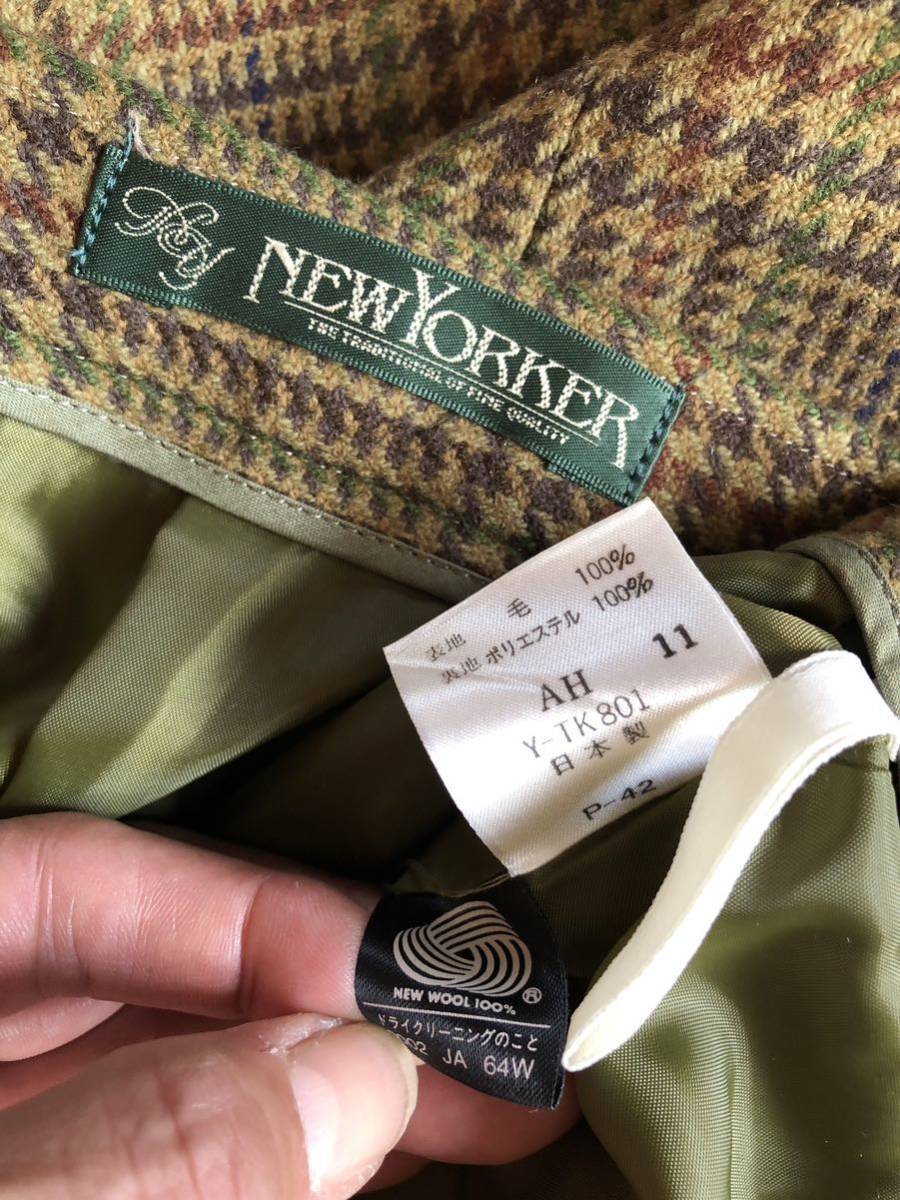 NY NEWYORKER
THE TRADITIONAL OF FINE QUALITY
表地 毛 100%
裏地 ポリエステル 100%
AH 11
Y-TK801
日本製
P-42
NEW WOOL 100% ®
ドライクリーニングのこと
02 JA 64W